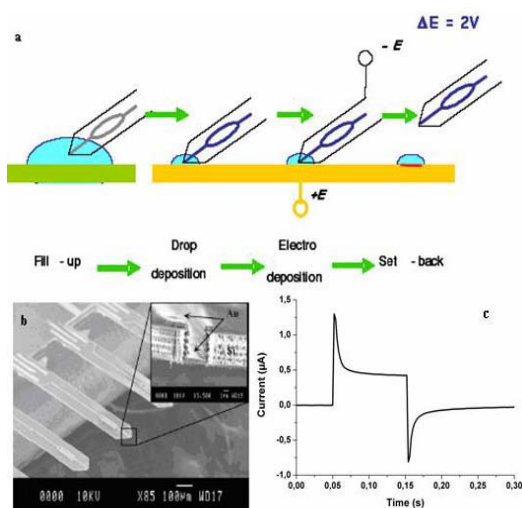 a
ΔE = 2V
- E
+E
Fill - up
Drop deposition
Electro deposition
Set - back
b
Au
0000 10KV X85 100µm WD17
c
Current (µA)
1,5
1,0
0,5
0,0
-0,5
-1,0
0,00 0,05 0,10 0,15 0,20 0,25 0,30
Time (s)